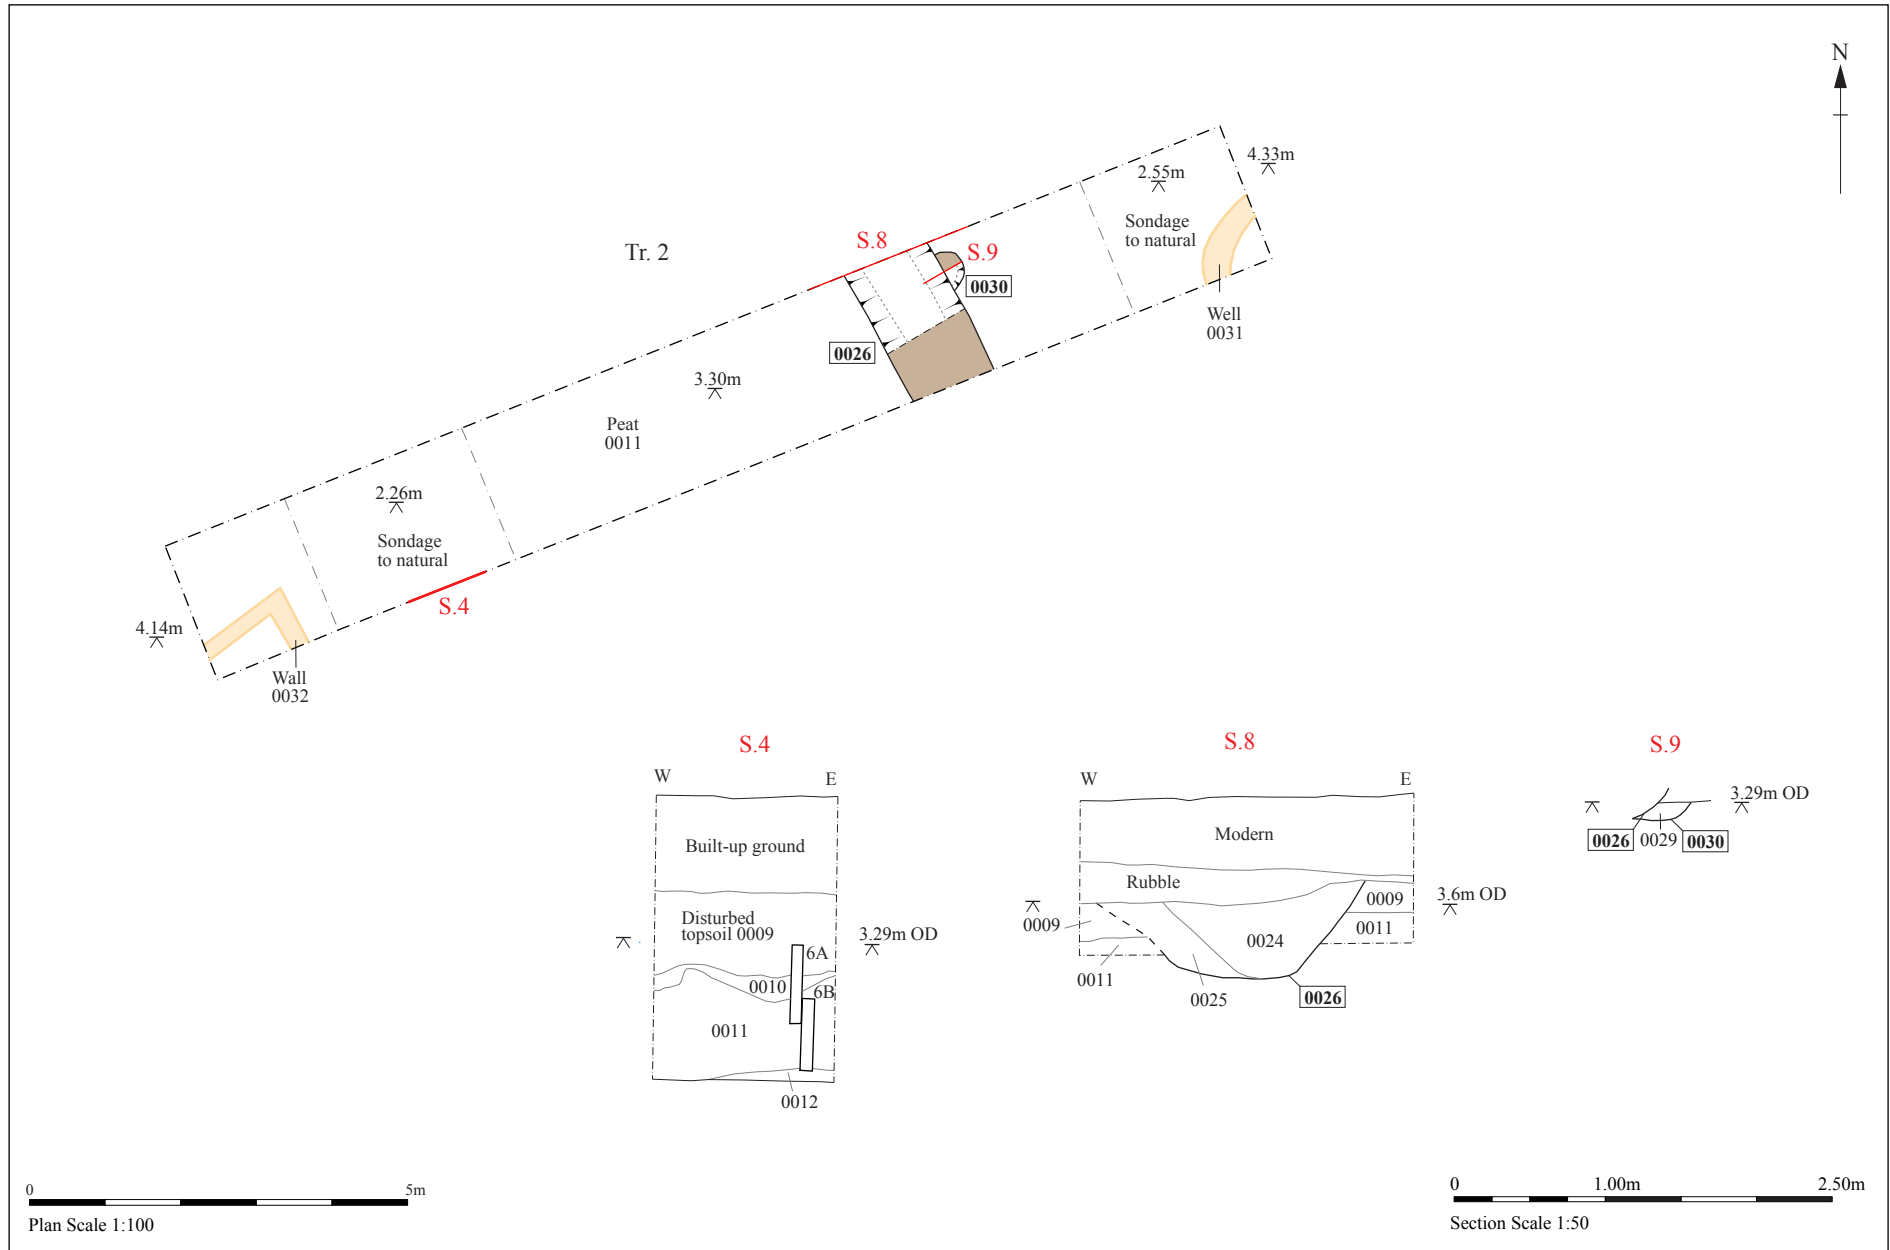 N
4.33m
2.55m
Sondage
to natural
Tr. 2
S.8
S.9
0030
Well
0031
0026
3.30m
Peat
0011
2.26m
Sondage
to natural
S.4
4.14m
Wall
0032
S.4
W
E
Built-up ground
Disturbed
topsoil 0009
3.29m OD
6A
0010
6B
0011
0012
S.8
W
E
Modern
Rubble
3.6m OD
0009
0009
0011
0024
0011
0025
0026
S.9
3.29m OD
0026
0029
0030
0
5m
Plan Scale 1:100
0
1.00m
2.50m
Section Scale 1:50